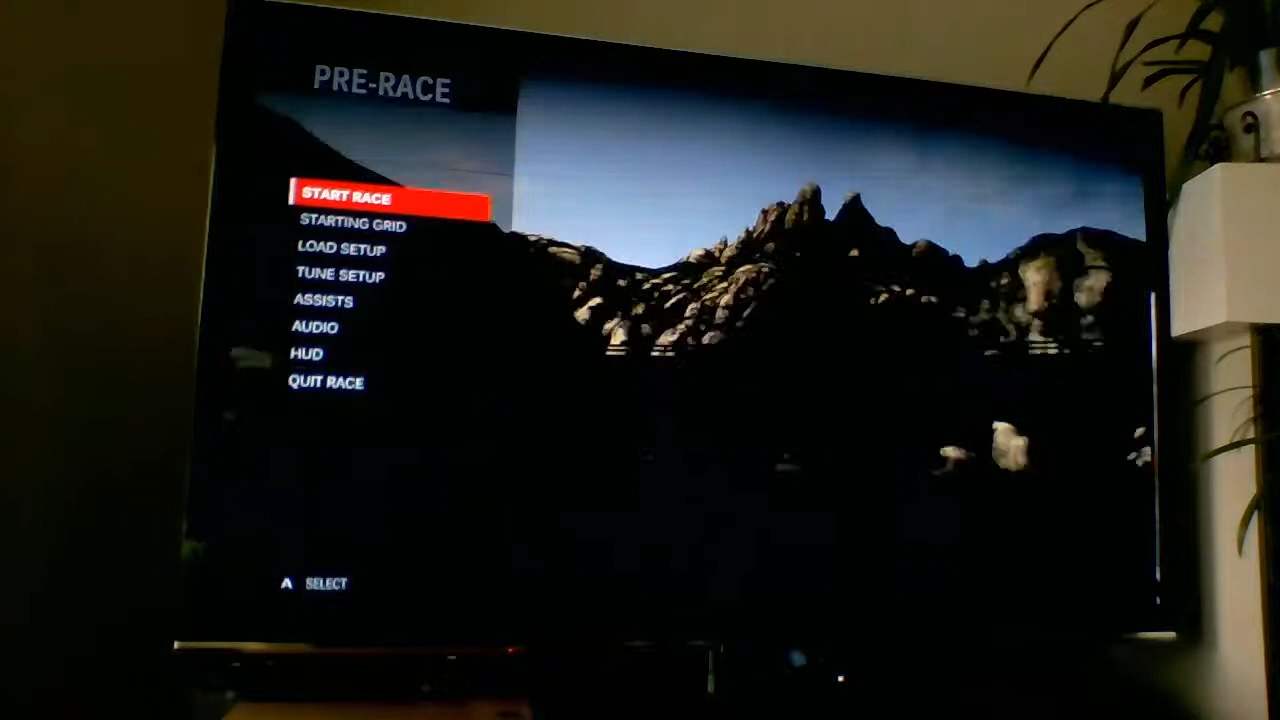 PRE-RACE
START RACE
STARTING GRID
LOAD SETUP
TUNE SETUP
ASSISTS
AUDIO
HUD
QUIT RACE
A SELECT